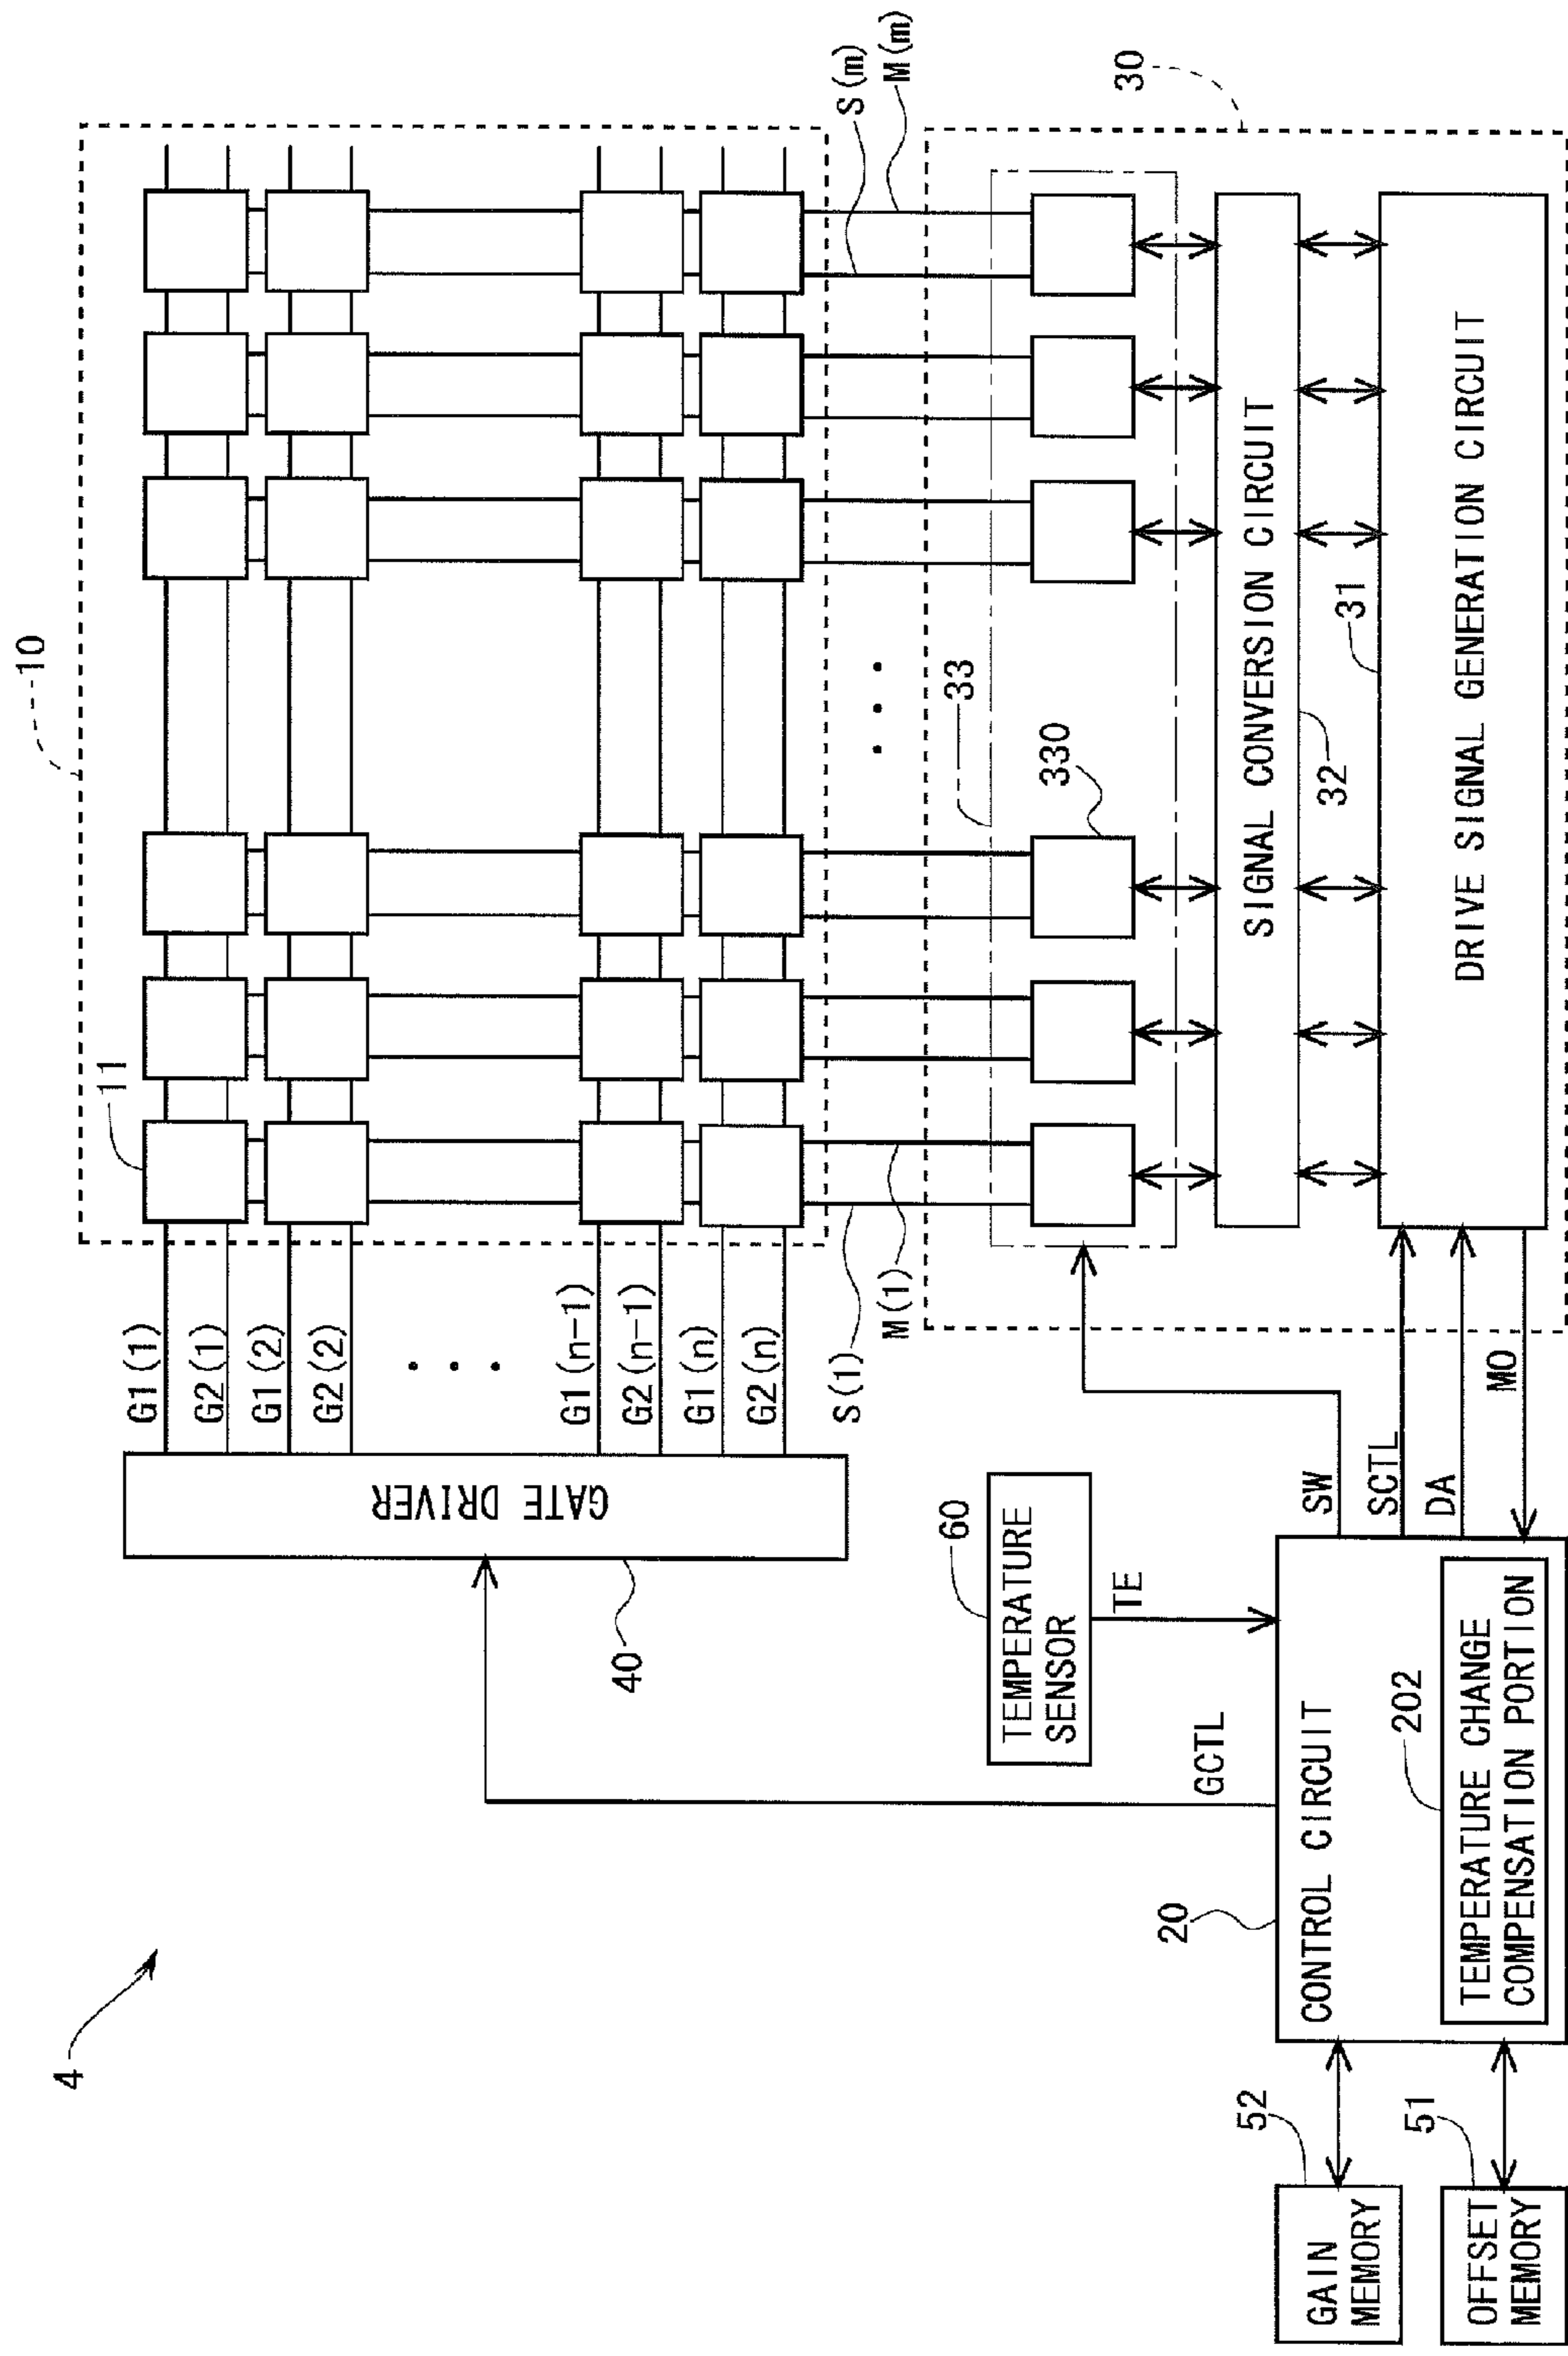 4
10
11
G1(1)
G2(1)
G1(2)
G2(2)
. . .
G1(n-1)
G2(n-1)
G1(n)
G2(n)
GATE DRIVER
40
S(1)
M(1)
. . .
S(m)
M(m)
30
33
330
SIGNAL CONVERSION CIRCUIT
32
31
DRIVE SIGNAL GENERATION CIRCUIT
60
TEMPERATURE
SENSOR
TE
GCTL
SW
SCTL
DA
MO
20
CONTROL CIRCUIT
202
TEMPERATURE CHANGE
COMPENSATION PORTION
52
GAIN
MEMORY
51
OFFSET
MEMORY